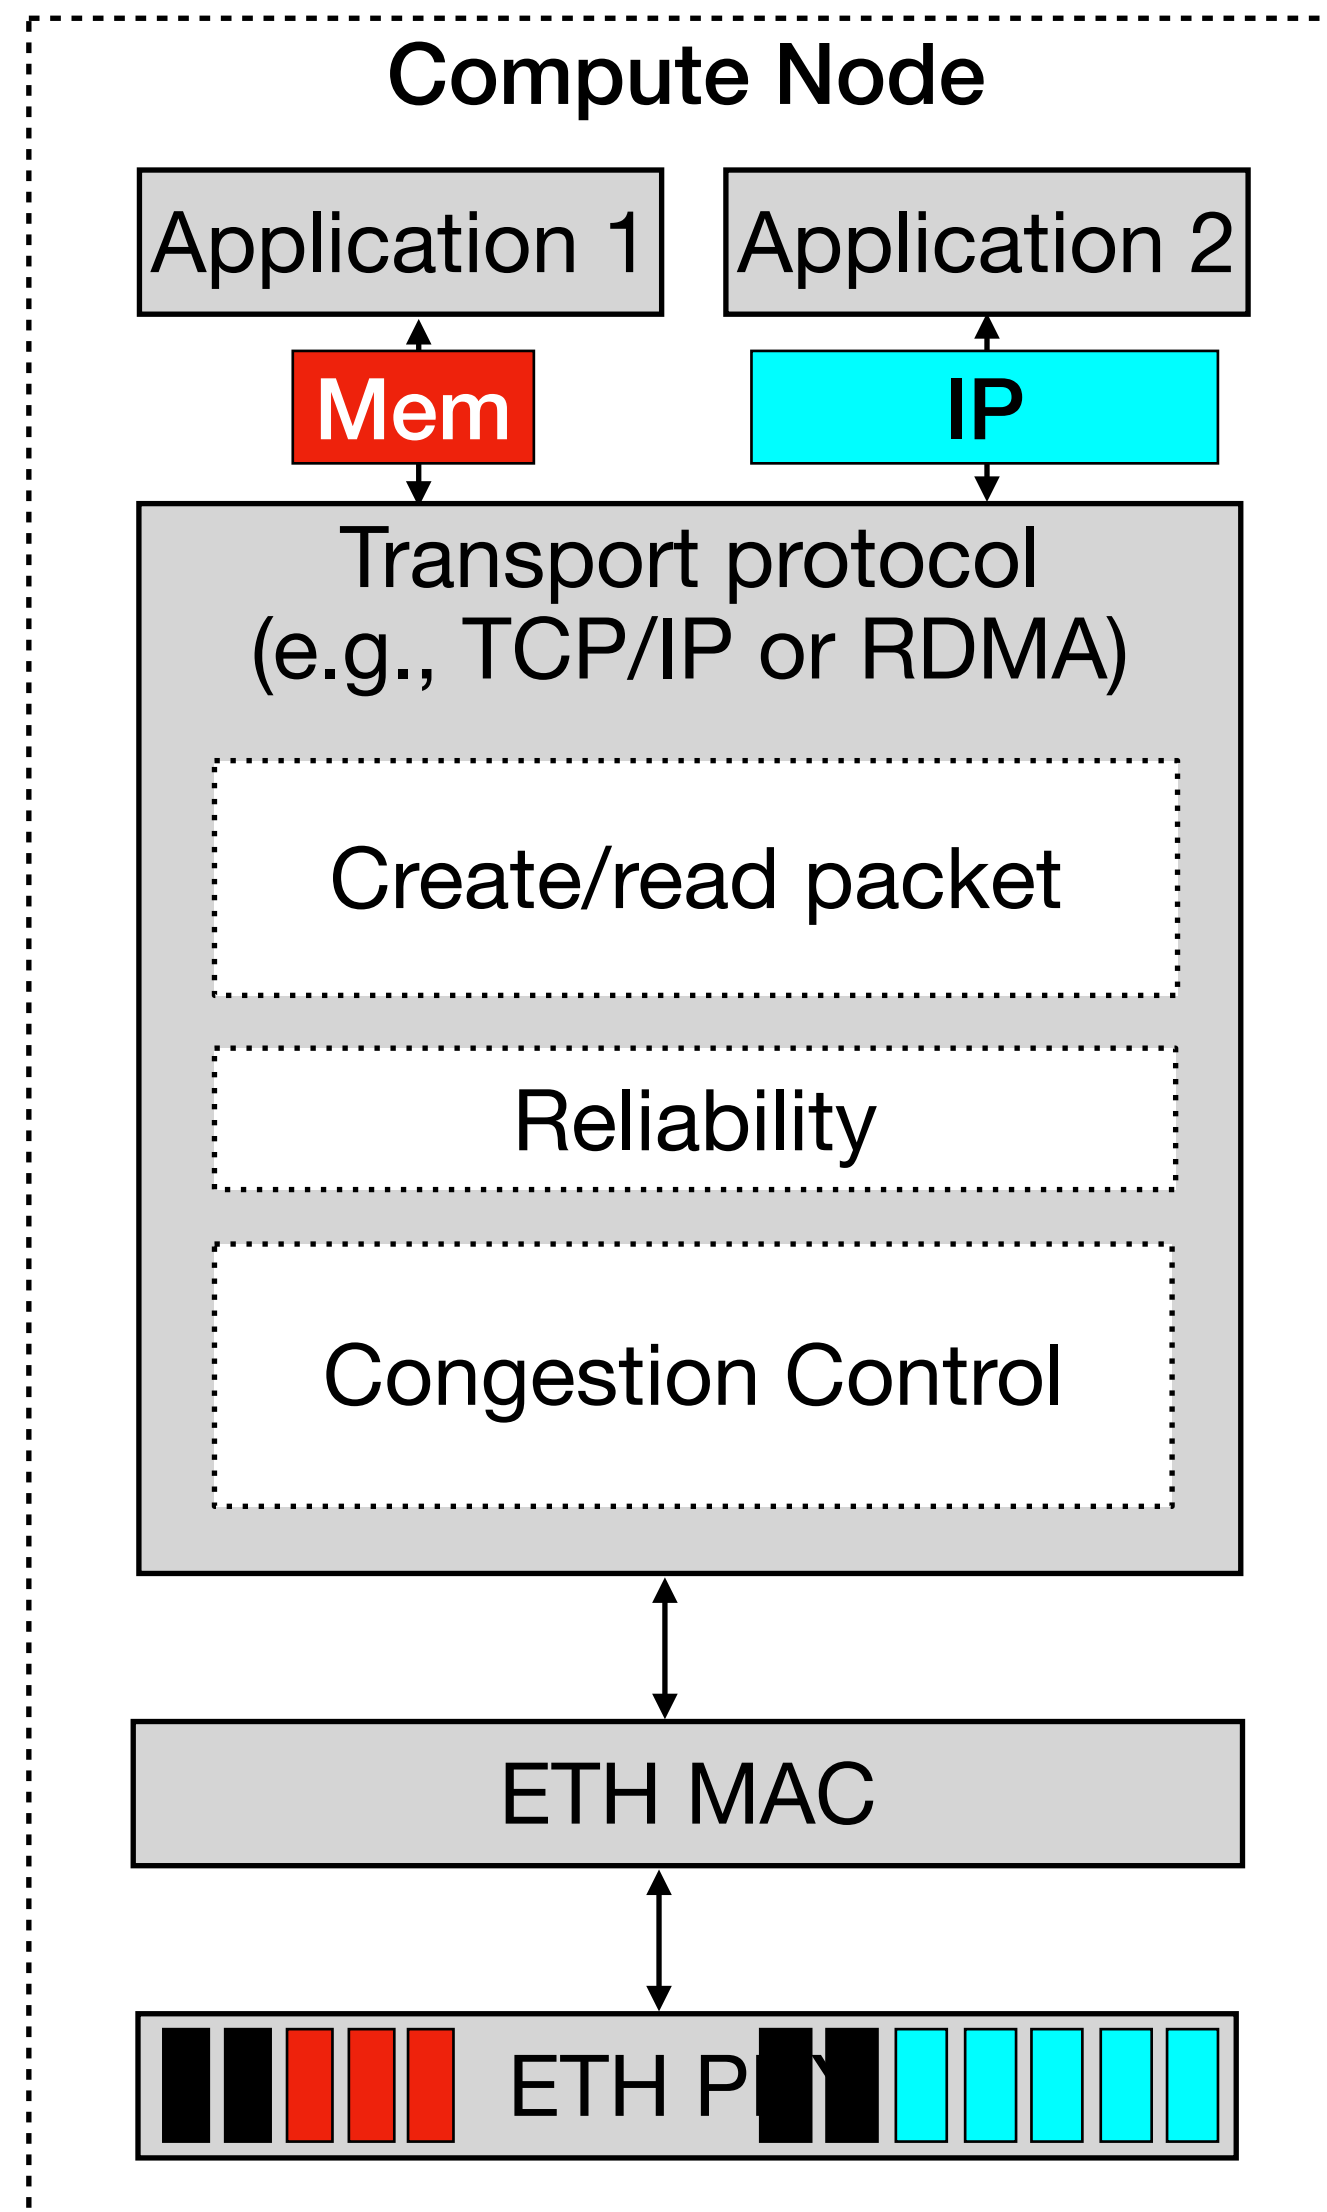 Compute Node
Application 1
Application 2
Mem
IP
Transport protocol
(e.g., TCP/IP or RDMA)
Create/read packet
Reliability
Congestion Control
ETH MAC
ETH